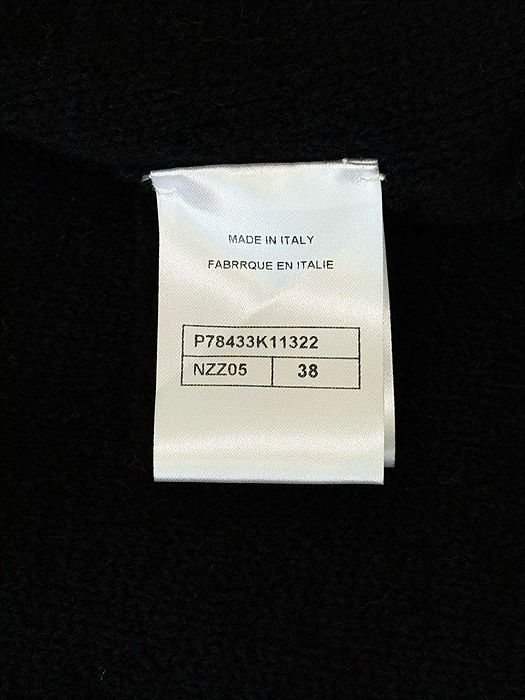 MADE IN ITALY
FABRRQUE EN ITALIE
P78433K11322
NZZ05 38